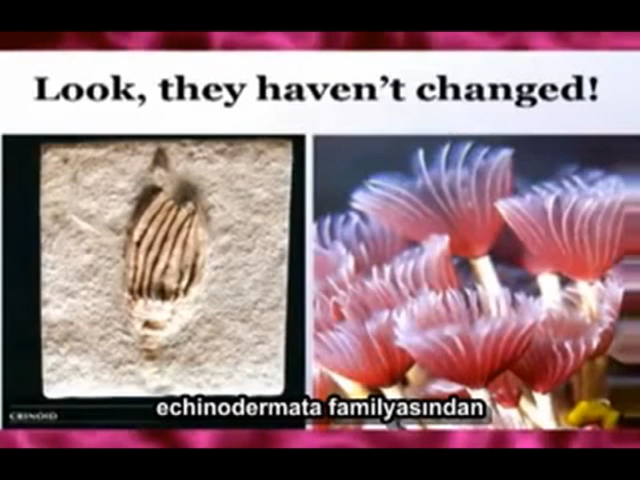 Look, they haven't changed!
CRINOID
echinodermata familyasından